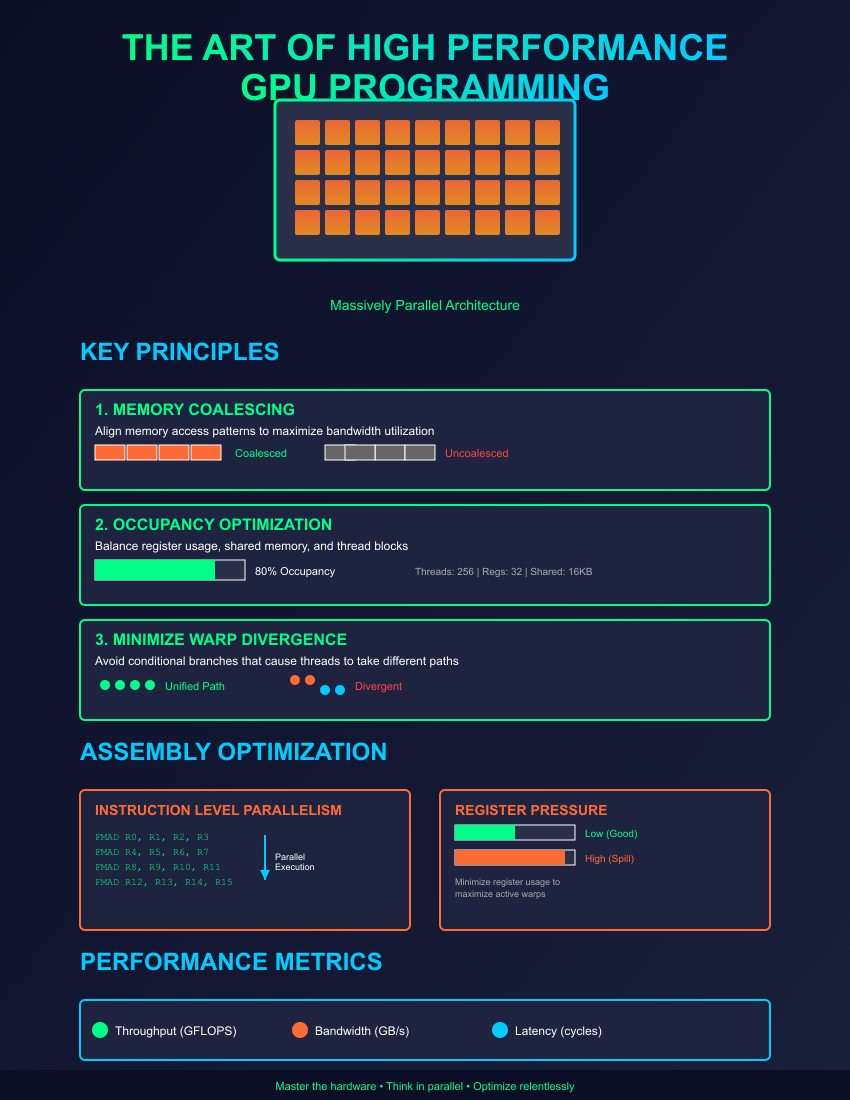 THE ART OF HIGH PERFORMANCE
GPU PROGRAMMING
Massively Parallel Architecture
KEY PRINCIPLES
1. MEMORY COALESCING
Align memory access patterns to maximize bandwidth utilization
Coalesced
Uncoalesced
2. OCCUPANCY OPTIMIZATION
Balance register usage, shared memory, and thread blocks
80% Occupancy
Threads: 256 | Regs: 32 | Shared: 16KB
3. MINIMIZE WARP DIVERGENCE
Avoid conditional branches that cause threads to take different paths
Unified Path
Divergent
ASSEMBLY OPTIMIZATION
INSTRUCTION LEVEL PARALLELISM
FMAD R0, R1, R2, R3
FMAD R4, R5, R6, R7
FMAD R8, R9, R10, R11
FMAD R12, R13, R14, R15
Parallel
Execution
REGISTER PRESSURE
Low (Good)
High (Spill)
Minimize register usage to
maximize active warps
PERFORMANCE METRICS
Throughput (GFLOPS)
Bandwidth (GB/s)
Latency (cycles)
Master the hardware • Think in parallel • Optimize relentlessly